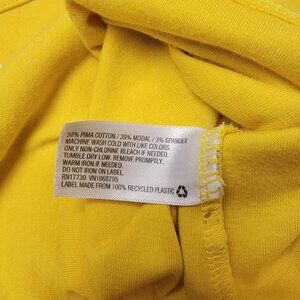 58% PIMA COTTON / 39% MODAL / 3% SPANDEX
MACHINE WASH COLD WITH LIKE COLORS.
ONLY NON-CHLORINE BLEACH IF NEEDED.
TUMBLE DRY LOW. REMOVE PROMPTLY.
WARM IRON IF NEEDED.
DO NOT IRON ON LABEL.
RN17730 VN1068795
LABEL MADE FROM 100% RECYCLED PLASTIC